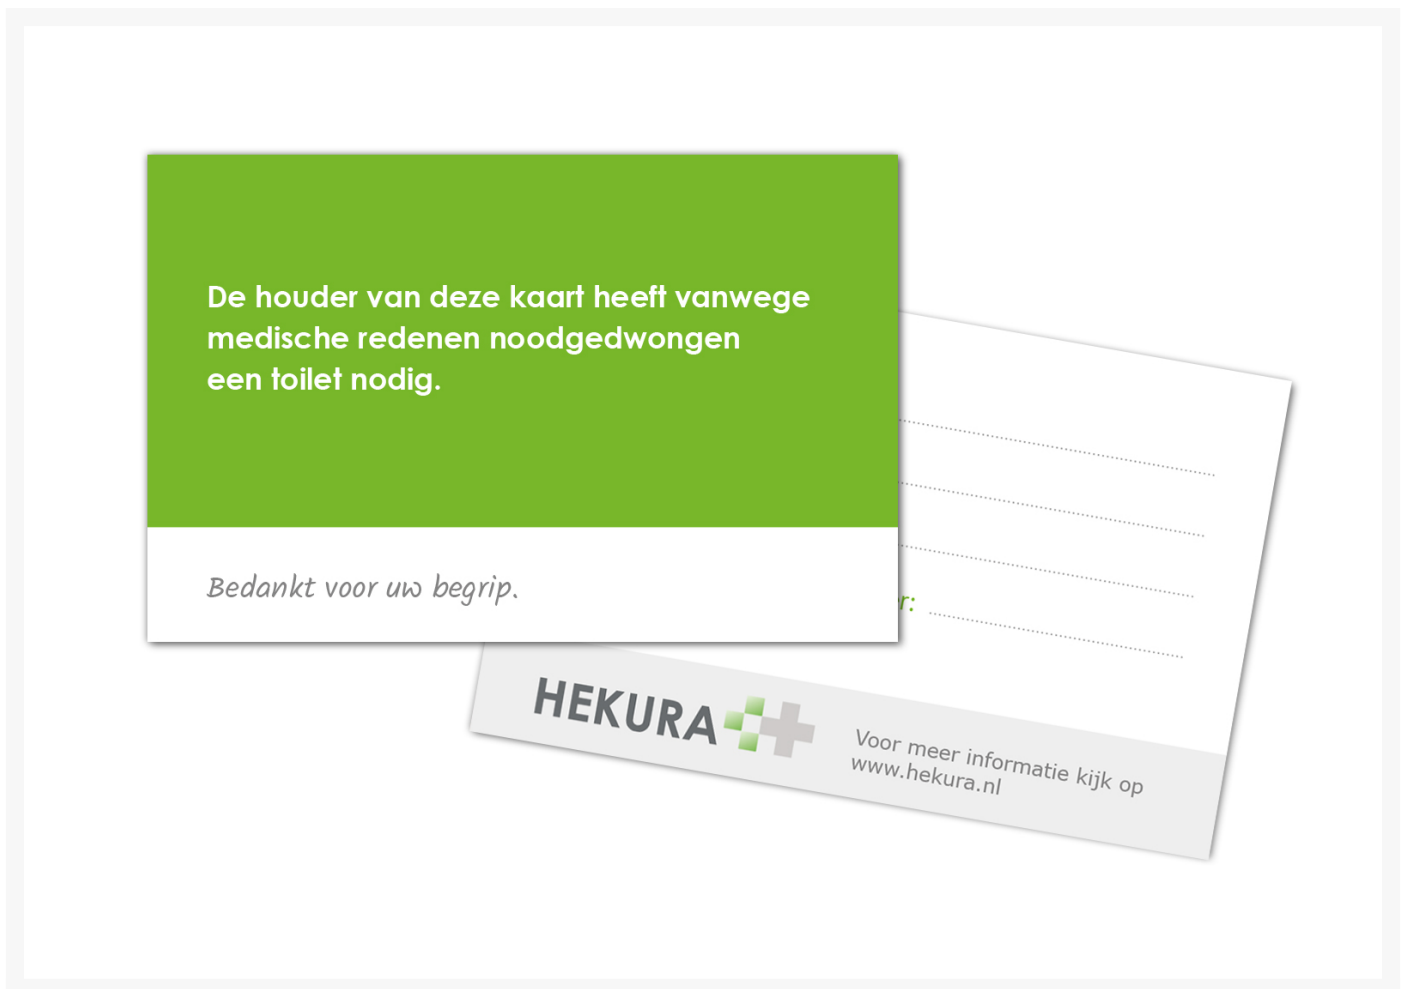 De houder van deze kaart heeft vanwege
medische redenen noodgedwongen
een toilet nodig.
Bedankt voor uw begrip.
HEKURA
Voor meer informatie kijk op
www.hekura.nl